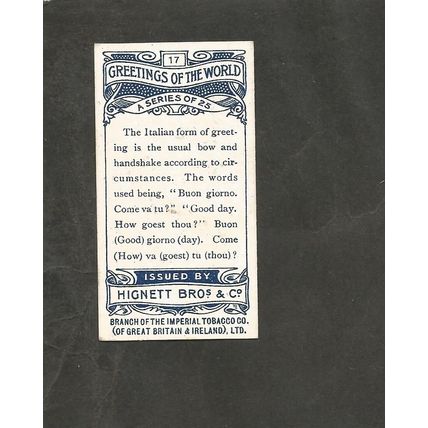 17
GREETINGS OF THE WORLD
A SERIES OF 25
The Italian form of greet-
ing is the usual bow and
handshake according to cir-
cumstances. The words
used being, "Buon giorno.
Come va tu?" "Good day.
How goest thou?" Buon
(Good) giorno (day). Come
(How) va (goest) tu (thou)?
ISSUED BY
HIGNETT BROS & CO
BRANCH OF THE IMPERIAL TOBACCO CO.
(OF GREAT BRITAIN & IRELAND), LTD.